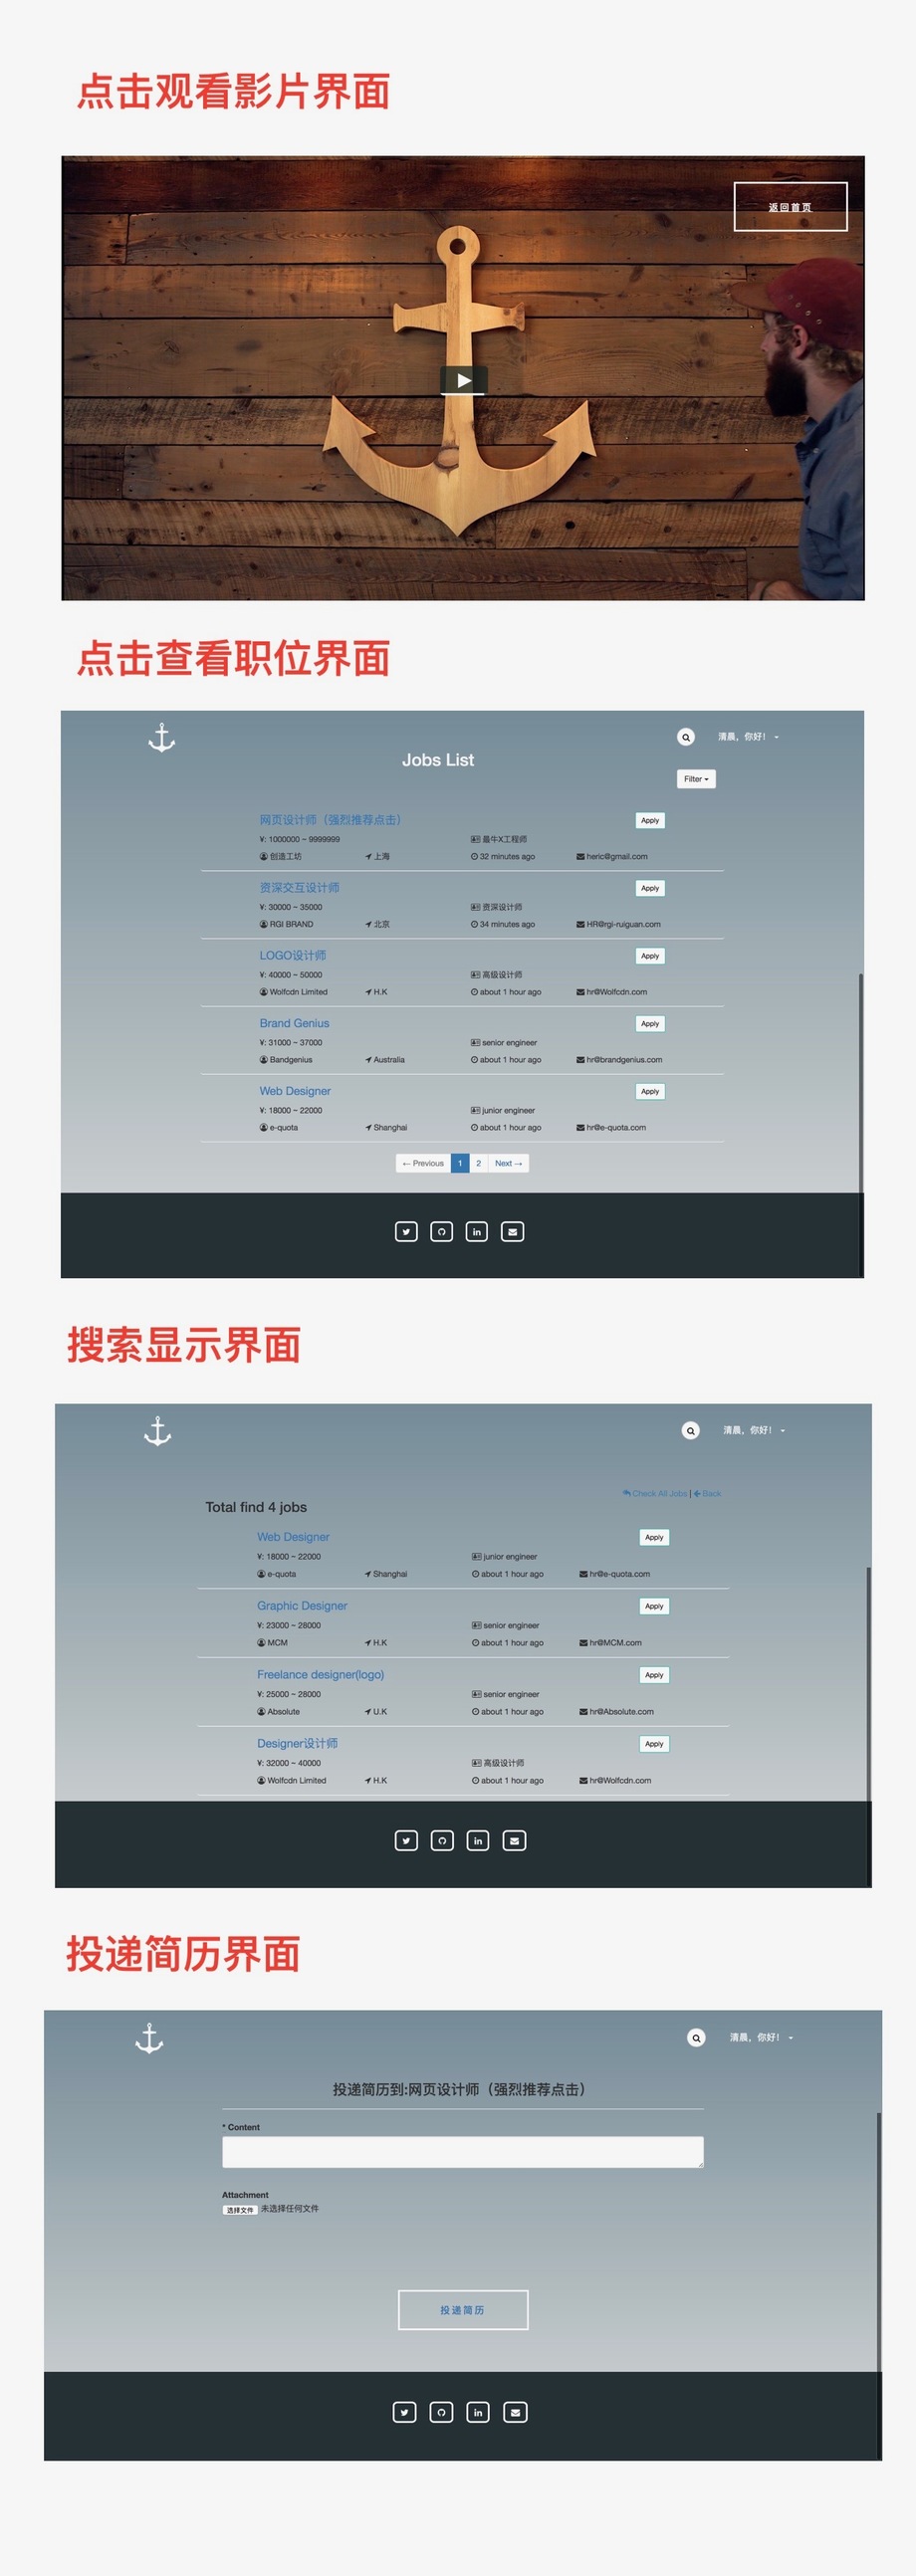 点击观看影片界面
返回首页
点击查看职位界面
清晨，你好！
Jobs List
Filter
网页设计师（强烈推荐点击）
Apply
¥: 1000000 ~ 9999999
最牛X工程师
创造工坊
上海
32 minutes ago
heric@gmail.com
资深交互设计师
Apply
¥: 30000 ~ 35000
资深设计师
RGI BRAND
北京
34 minutes ago
HR@rgi-ruiguan.com
LOGO设计师
Apply
¥: 40000 ~ 50000
高级设计师
Wolfcdn Limited
H.K
about 1 hour ago
hr@Wolfcdn.com
Brand Genius
Apply
¥: 31000 ~ 37000
senior engineer
Bandgenius
Australia
about 1 hour ago
hr@brandgenius.com
Web Designer
Apply
¥: 18000 ~ 22000
junior engineer
e-quota
Shanghai
about 1 hour ago
hr@e-quota.com
← Previous 1 2 Next →
搜索显示界面
清晨，你好！
Check All Jobs | Back
Total find 4 jobs
Web Designer
Apply
¥: 18000 ~ 22000
junior engineer
e-quota
Shanghai
about 1 hour ago
hr@e-quota.com
Graphic Designer
Apply
¥: 23000 ~ 28000
senior engineer
MCM
H.K
about 1 hour ago
hr@MCM.com
Freelance designer(logo)
Apply
¥: 25000 ~ 28000
senior engineer
Absolute
U.K
about 1 hour ago
hr@Absolute.com
Designer设计师
Apply
¥: 32000 ~ 40000
高级设计师
Wolfcdn Limited
H.K
about 1 hour ago
hr@Wolfcdn.com
投递简历界面
清晨，你好！
投递简历到:网页设计师（强烈推荐点击）
* Content
Attachment
选择文件 未选择任何文件
投递简历